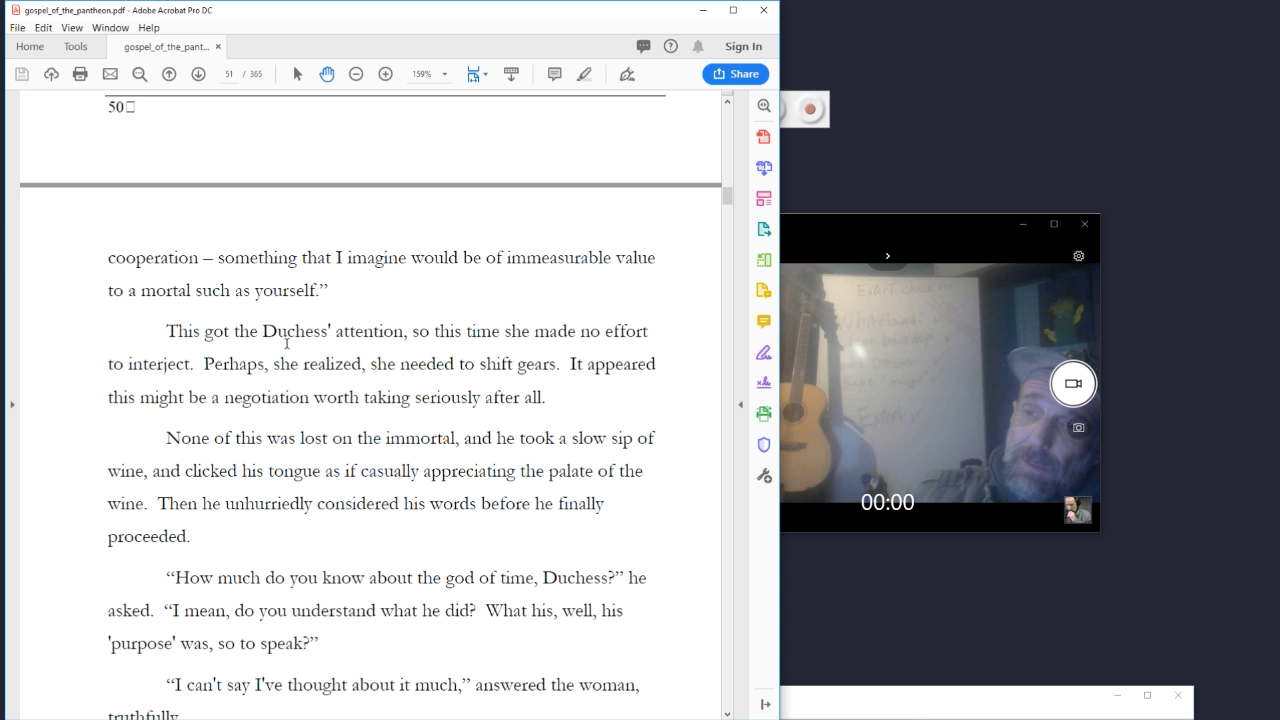 gospel_of_the_pantheon.pdf - Adobe Acrobat Pro DC
File Edit View Window Help
Home Tools gospel_of_the_pant... × Sign In
51 / 365 159% Share
50
cooperation – something that I imagine would be of immeasurable value
to a mortal such as yourself.”
This got the Duchess' attention, so this time she made no effort
to interject. Perhaps, she realized, she needed to shift gears. It appeared
this might be a negotiation worth taking seriously after all.
None of this was lost on the immortal, and he took a slow sip of
wine, and clicked his tongue as if casually appreciating the palate of the
wine. Then he unhurriedly considered his words before he finally
proceeded.
“How much do you know about the god of time, Duchess?” he
asked. “I mean, do you understand what he did? What his, well, his
'purpose' was, so to speak?”
“I can't say I've thought about it much,” answered the woman,
truthfully.
00:00